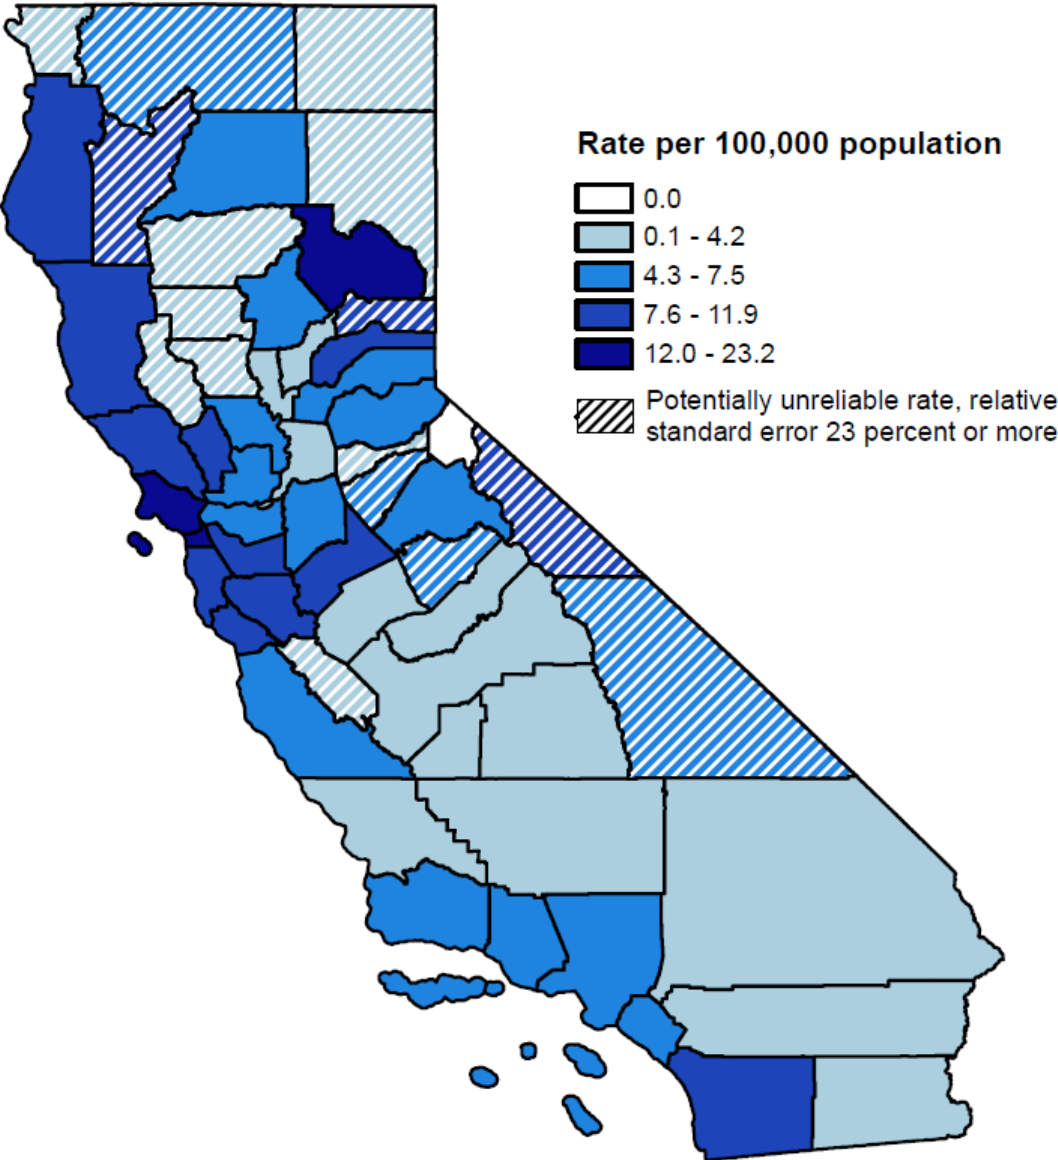 Rate per 100,000 population
0.0
0.1 - 4.2
4.3 - 7.5
7.6 - 11.9
12.0 - 23.2
Potentially unreliable rate, relative
standard error 23 percent or more